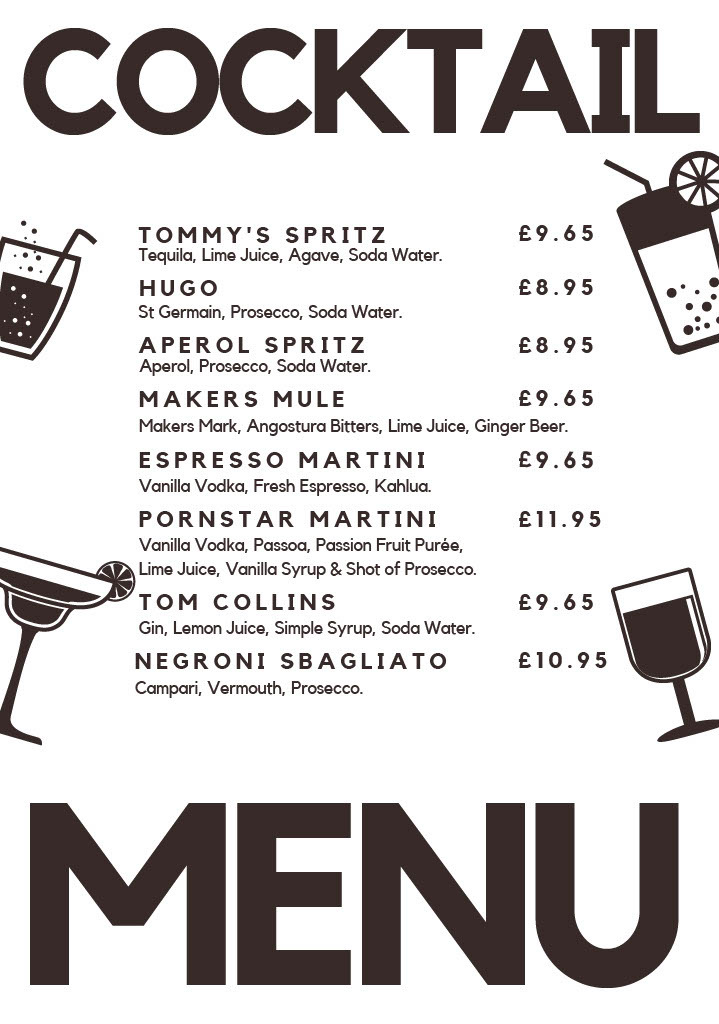 COCKTAIL
TOMMY'S SPRITZ £9.65
Tequila, Lime Juice, Agave, Soda Water.
HUGO £8.95
St Germain, Prosecco, Soda Water.
APEROL SPRITZ £8.95
Aperol, Prosecco, Soda Water.
MAKERS MULE £9.65
Makers Mark, Angostura Bitters, Lime Juice, Ginger Beer.
ESPRESSO MARTINI £9.65
Vanilla Vodka, Fresh Espresso, Kahlua.
PORNSTAR MARTINI £11.95
Vanilla Vodka, Passoa, Passion Fruit Purée,
Lime Juice, Vanilla Syrup & Shot of Prosecco.
TOM COLLINS £9.65
Gin, Lemon Juice, Simple Syrup, Soda Water.
NEGRONI SBAGLIATO £10.95
Campari, Vermouth, Prosecco.
MENU